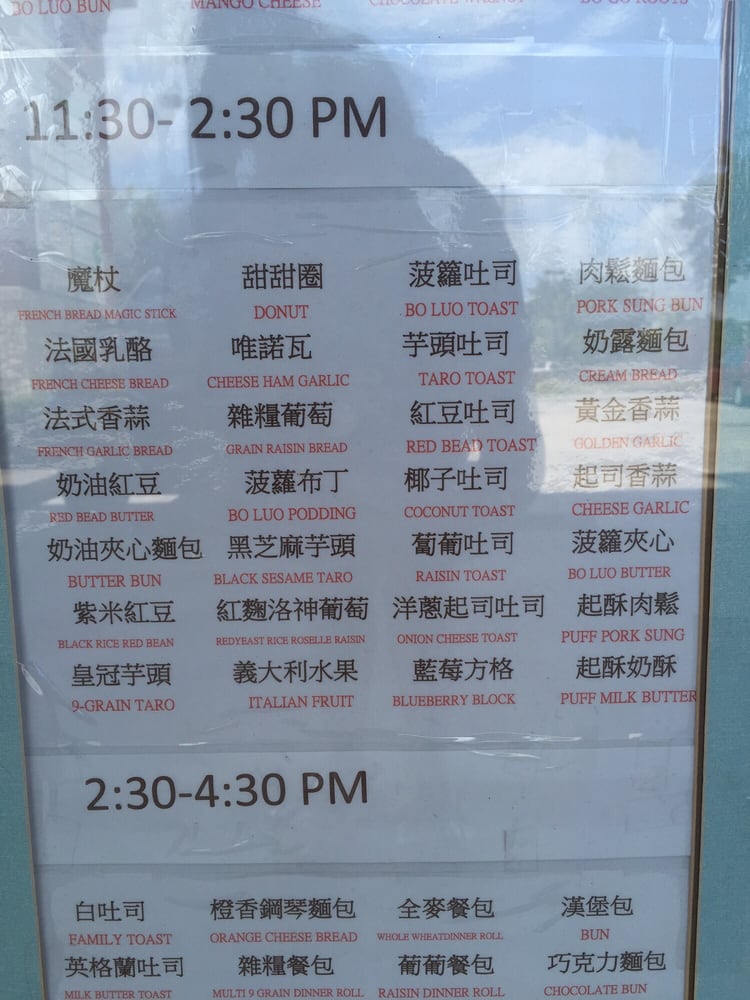 BO LUO BUN MANGO CHEESE CHOCOLATE WALNUT
11:30- 2:30 PM
魔杖 甜甜圈 菠籮吐司 肉鬆麵包
FRENCH BREAD MAGIC STICK DONUT BO LUO TOAST PORK SUNG BUN
法國乳酪 唯諾瓦 芋頭吐司 奶露麵包
FRENCH CHEESE BREAD CHEESE HAM GARLIC TARO TOAST CREAM BREAD
法式香蒜 雜糧葡萄 紅豆吐司 黃金香蒜
FRENCH GARLIC BREAD GRAIN RAISIN BREAD RED BEAD TOAST GOLDEN GARLIC
奶油紅豆 菠蘿布丁 椰子吐司 起司香蒜
RED BEAD BUTTER BO LUO PODDING COCONUT TOAST CHEESE GARLIC
奶油夾心麵包 黑芝麻芋頭 葡葡吐司 菠蘿夾心
BUTTER BUN BLACK SESAME TARO RAISIN TOAST BO LUO BUTTER
紫米紅豆 紅麴洛神葡萄 洋蔥起司吐司 起酥肉鬆
BLACK RICE RED BEAN REDYEAST RICE ROSELLE RAISIN ONION CHEESE TOAST PUFF PORK SUNG
皇冠芋頭 義大利水果 藍莓方格 起酥奶酥
9-GRAIN TARO ITALIAN FRUIT BLUEBERRY BLOCK PUFF MILK BUTTER
2:30-4:30 PM
白吐司 橙香鋼琴麵包 全麥餐包 漢堡包
FAMILY TOAST ORANGE CHEESE BREAD WHOLE WHEATDINNER ROLL BUN
英格蘭吐司 雜糧餐包 葡葡餐包 巧克力麵包
MILK BUTTER TOAST MULTI 9 GRAIN DINNER ROLL RAISIN DINNER ROLL CHOCOLATE BUN